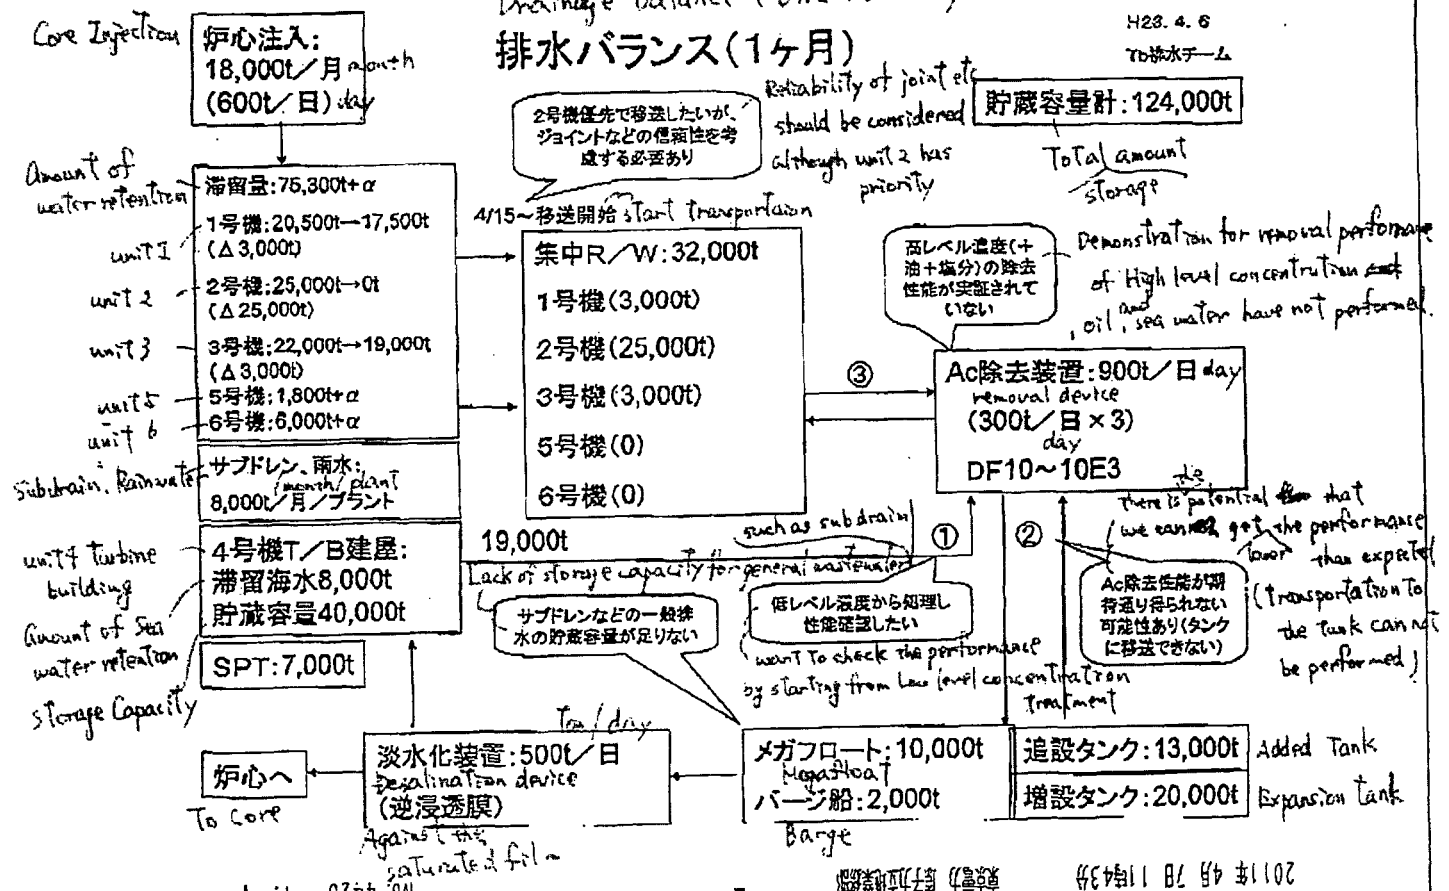 Drainage balance
排水バランス(1ヶ月)
H23.4.6
Core Injection
炉心注入:
18,000t/月 month
(600t/日) day
貯蔵容量計:124,000t
Total amount
storage
2号機優先で移送したいが、
ジョイントなどの信頼性を考
慮する必要あり
Reliability of joint etc
should be considered
although unit 2 has
priority
4/15~移送開始 start transportaion
Amount of
water retention
滞留量:75,300t+α
unit 1
1号機:20,500t→17,500t
(Δ3,000t)
unit 2
2号機:25,000t→0t
(Δ25,000t)
unit 3
3号機:22,000t→19,000t
(Δ3,000t)
unit 5
5号機:1,800t+α
unit 6
6号機:6,000t+α
subdrain, Rainwater
サブドレン、雨水:
/month/plant
8,000t/月/プラント
unit 4 turbine
building
4号機T/B建屋:
滞留海水8,000t
貯蔵容量40,000t
Amount of Sea
water retention
storage Capacity
SPT:7,000t
集中R/W:32,000t
1号機(3,000t)
2号機(25,000t)
3号機(3,000t)
5号機(0)
6号機(0)
高レベル濃度(+
油+塩分)の除去
性能が実証されて
いない
Demonstration for removal performance
of High level concentration
, oil, and sea water have not performed.
③
Ac除去装置:900t/日 day
removal device
(300t/日×3)
day
DF10~10E3
19,000t
such as subdrain
Lack of storage capacity for general wastewater
サブドレンなどの一般排
水の貯蔵容量が足りない
①
低レベル濃度から処理し
性能確認したい
want to check the performance
by starting from Low level concentration
treatment
②
Ac除去性能が期
待通り得られない
可能性あり(タンク
に移送できない)
there is the potential that
we can get the performance
lower than expected
(transportation to
the tank cannot
be performed)
炉心へ
To Core
Ton/day
淡水化装置:500t/日
Desalination device
(逆浸透膜)
Against the
saturated film
メガフロート:10,000t
Megafloat
バージ船:2,000t
Barge
追設タンク:13,000t
Added Tank
増設タンク:20,000t
Expansion tank
2011年 4月 7日 11時43分